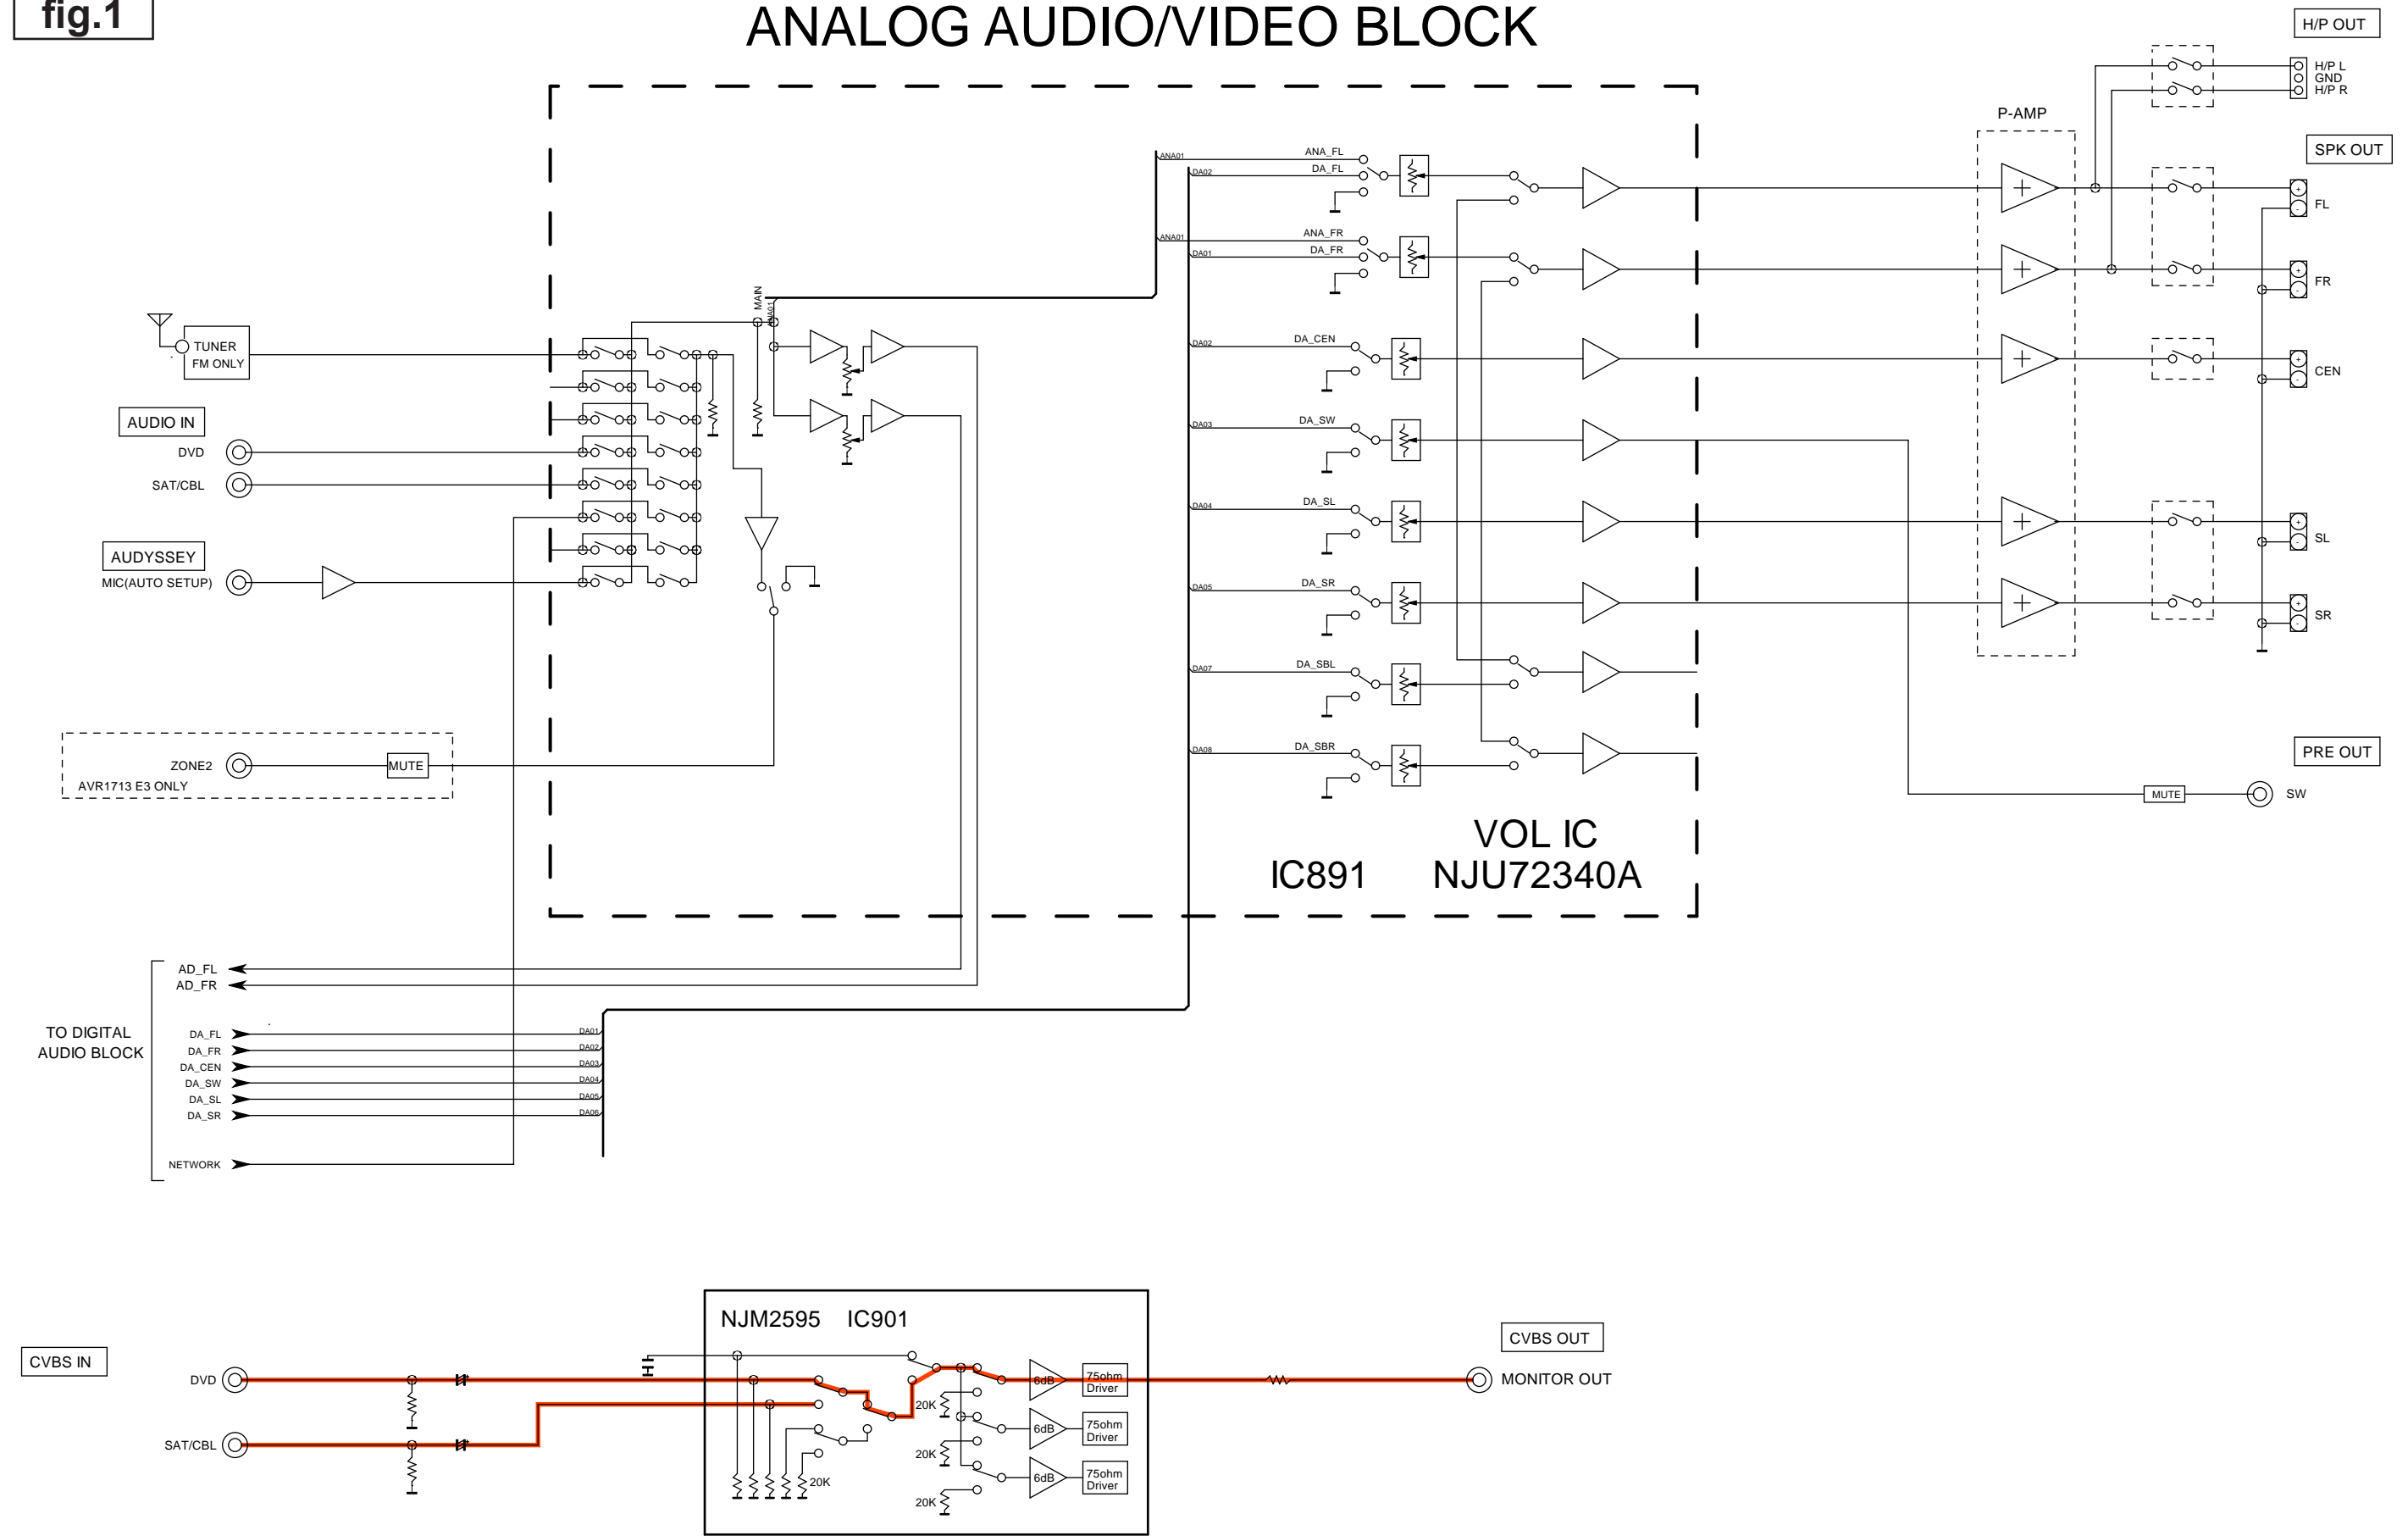 fig.1
ANALOG AUDIO/VIDEO BLOCK
H/P OUT
H/P L
GND
H/P R
P-AMP
SPK OUT
ANA01
ANA_FL
DA02
DA_FL
FL
ANA01
ANA_FR
DA01
DA_FR
FR
MAIN
ANA01
TUNER
FM ONLY
DA02
DA_CEN
CEN
AUDIO IN
DVD
SAT/CBL
DA03
DA_SW
DA04
DA_SL
SL
AUDYSSEY
MIC(AUTO SETUP)
DA05
DA_SR
SR
DA07
DA_SBL
DA08
DA_SBR
ZONE2
MUTE
AVR1713 E3 ONLY
PRE OUT
MUTE
SW
VOL IC
IC891 NJU72340A
AD_FL
AD_FR
TO DIGITAL
AUDIO BLOCK
DA_FL
DA01
DA_FR
DA02
DA_CEN
DA03
DA_SW
DA04
DA_SL
DA05
DA_SR
DA06
NETWORK
NJM2595 IC901
CVBS IN
CVBS OUT
DVD
6dB
75ohm
Driver
MONITOR OUT
20K
SAT/CBL
6dB
75ohm
Driver
20K
20K
6dB
75ohm
Driver
20K